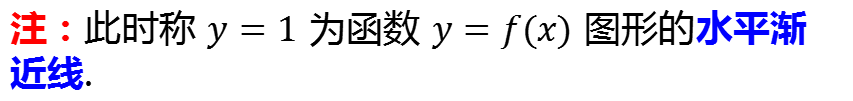 注：此时称 y = 1 为函数 y = f(x) 图形的水平渐
近线.